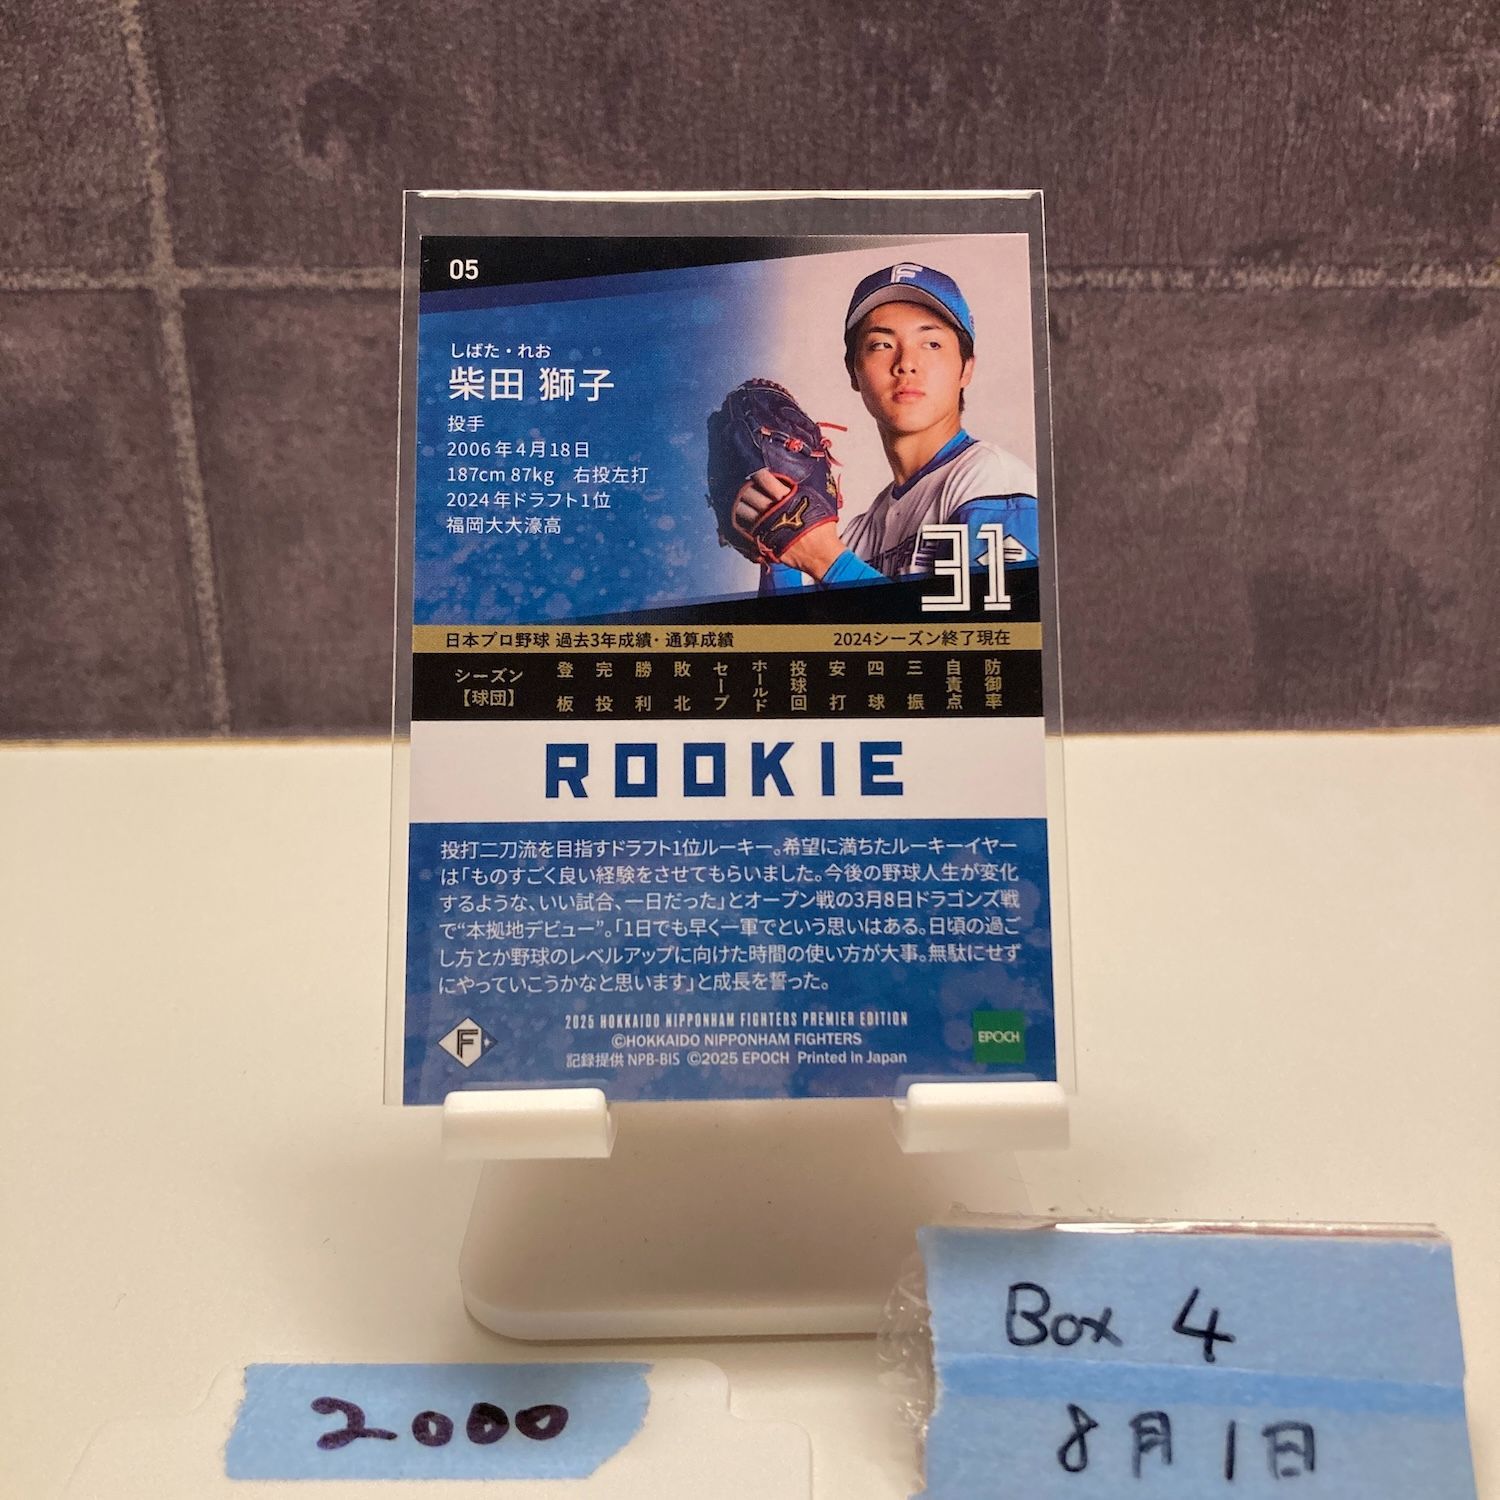 05
しばた・れお
柴田 獅子
投手
2006年4月18日
187cm 87kg 右投左打
2024年ドラフト1位
福岡大大濠高
F
31
日本プロ野球 過去3年成績・通算成績 2024シーズン終了現在
シーズン【球団】 登板 完投 勝利 敗北 セーブ ホールド 投球回 安打 四球 三振 自責点 防御率
ROOKIE
投打二刀流を目指すドラフト1位ルーキー。希望に満ちたルーキーイヤー
は「ものすごく良い経験をさせてもらいました。今後の野球人生が変化
するような、いい試合、一日だった」とオープン戦の3月8日ドラゴンズ戦
で“本拠地デビュー”。「1日でも早く一軍でという思いはある。日頃の過ご
し方とか野球のレベルアップに向けた時間の使い方が大事。無駄にせず
にやっていこうかなと思います」と成長を誓った。
2025 HOKKAIDO NIPPONHAM FIGHTERS PREMIER EDITION
©HOKKAIDO NIPPONHAM FIGHTERS
記録提供 NPB-BIS ©2025 EPOCH Printed in Japan
F
EPOCH
Box 4
8月1日
2000